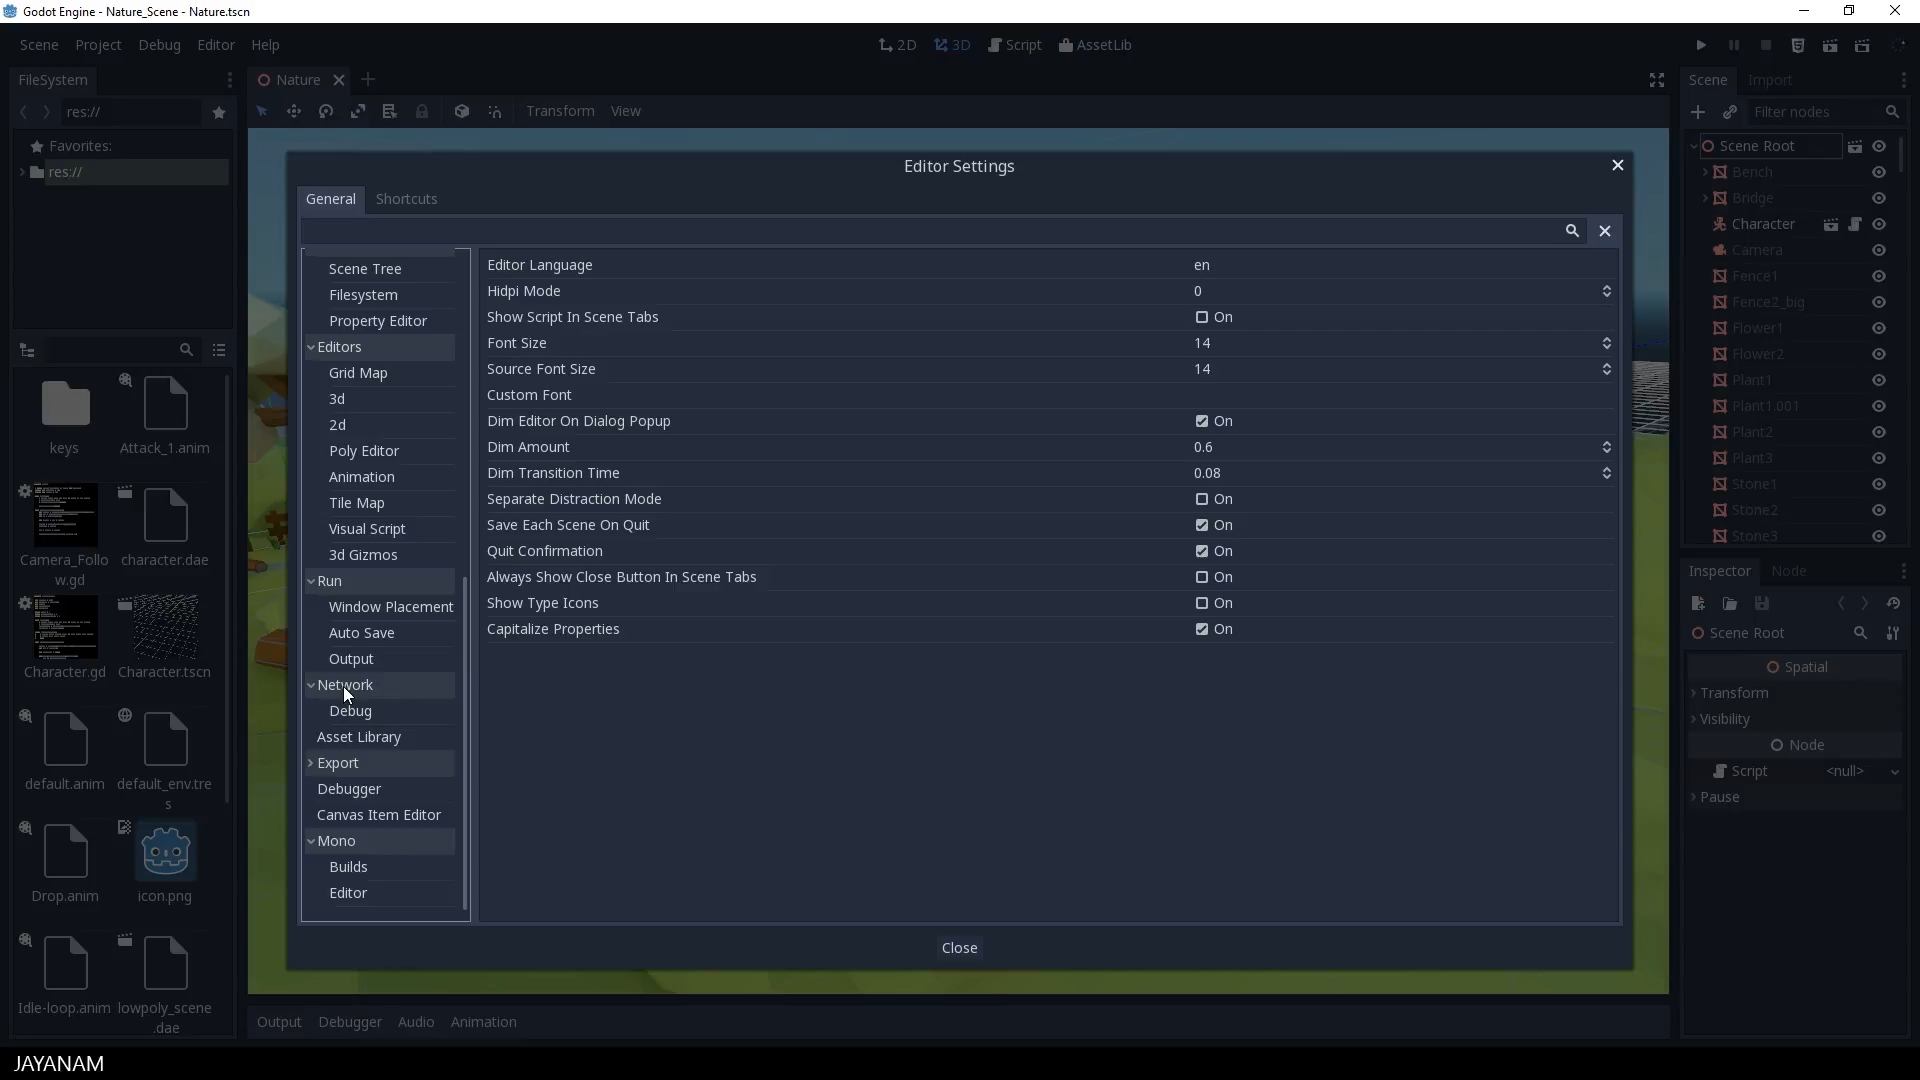 Godot Engine - Nature_Scene - Nature.tscn
Scene Project Debug Editor Help
2D 3D Script AssetLib
FileSystem
res://
Favorites:
res://
keys
Attack_1.anim
Camera_Follo
w.gd
character.dae
Character.gd
Character.tscn
default.anim
default_env.tre
s
Drop.anim
icon.png
Idle-loop.anim
lowpoly_scene
.dae
Nature
Transform View
Editor Settings
General Shortcuts
Scene Tree
Filesystem
Property Editor
Editors
Grid Map
3d
2d
Poly Editor
Animation
Tile Map
Visual Script
3d Gizmos
Run
Window Placement
Auto Save
Output
Network
Debug
Asset Library
Export
Debugger
Canvas Item Editor
Mono
Builds
Editor
Editor Language en
Hidpi Mode 0
Show Script In Scene Tabs On
Font Size 14
Source Font Size 14
Custom Font
Dim Editor On Dialog Popup On
Dim Amount 0.6
Dim Transition Time 0.08
Separate Distraction Mode On
Save Each Scene On Quit On
Quit Confirmation On
Always Show Close Button In Scene Tabs On
Show Type Icons On
Capitalize Properties On
Close
Output Debugger Audio Animation
Scene Import
Filter nodes
Scene Root
Bench
Bridge
Character
Camera
Fence1
Fence2_big
Flower1
Flower2
Plant1
Plant1.001
Plant2
Plant3
Stone1
Stone2
Stone3
Inspector Node
Scene Root
Spatial
Transform
Visibility
Node
Script <null>
Pause
JAYANAM